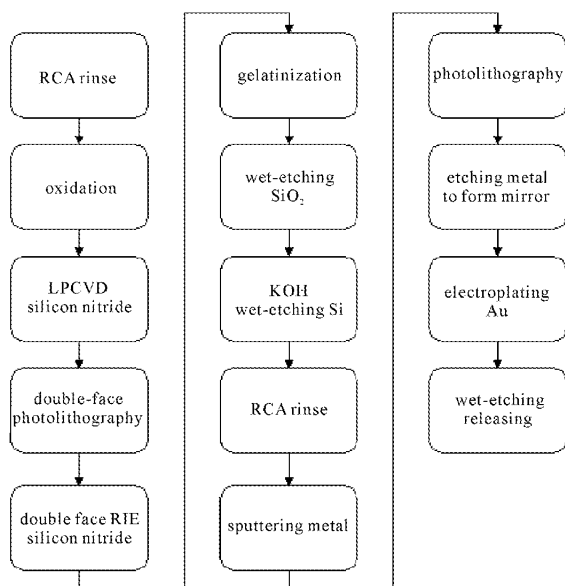 RCA rinse
oxidation
LPCVD
silicon nitride
double-face
photolithography
double face RIE
silicon nitride
gelatinization
wet-etching
SiO₂
KOH
wet-etching Si
RCA rinse
sputtering metal
photolithography
etching metal
to form mirror
electroplating
Au
wet-etching
releasing